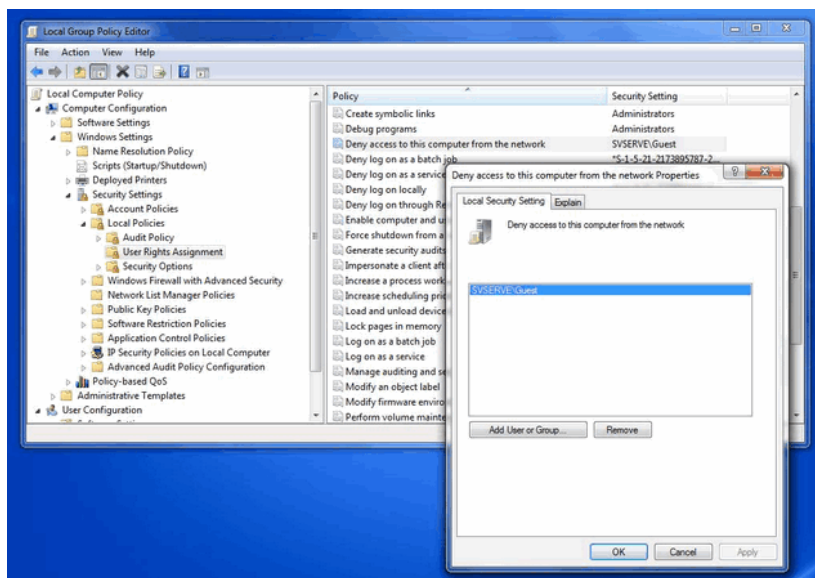 Local Group Policy Editor
File Action View Help
Local Computer Policy
Computer Configuration
Software Settings
Windows Settings
Name Resolution Policy
Scripts (Startup/Shutdown)
Deployed Printers
Security Settings
Account Policies
Local Policies
Audit Policy
User Rights Assignment
Security Options
Windows Firewall with Advanced Security
Network List Manager Policies
Public Key Policies
Software Restriction Policies
Application Control Policies
IP Security Policies on Local Computer
Advanced Audit Policy Configuration
Policy-based QoS
Administrative Templates
User Configuration
Policy Security Setting
Create symbolic links Administrators
Debug programs Administrators
Deny access to this computer from the network SVSERVE\Guest
Deny log on as a batch job *S-1-5-21-2173895787-2...
Deny log on as a service
Deny log on locally
Deny log on through Re
Enable computer and u
Force shutdown from a
Generate security audits
Impersonate a client aft
Increase a process work
Increase scheduling pric
Load and unload device
Lock pages in memory
Log on as a batch job
Log on as a service
Manage auditing and se
Modify an object label
Modify firmware enviro
Perform volume mainte
Deny access to this computer from the network Properties
Local Security Setting Explain
Deny access to this computer from the network
SVSERVE\Guest
Add User or Group... Remove
OK Cancel Apply